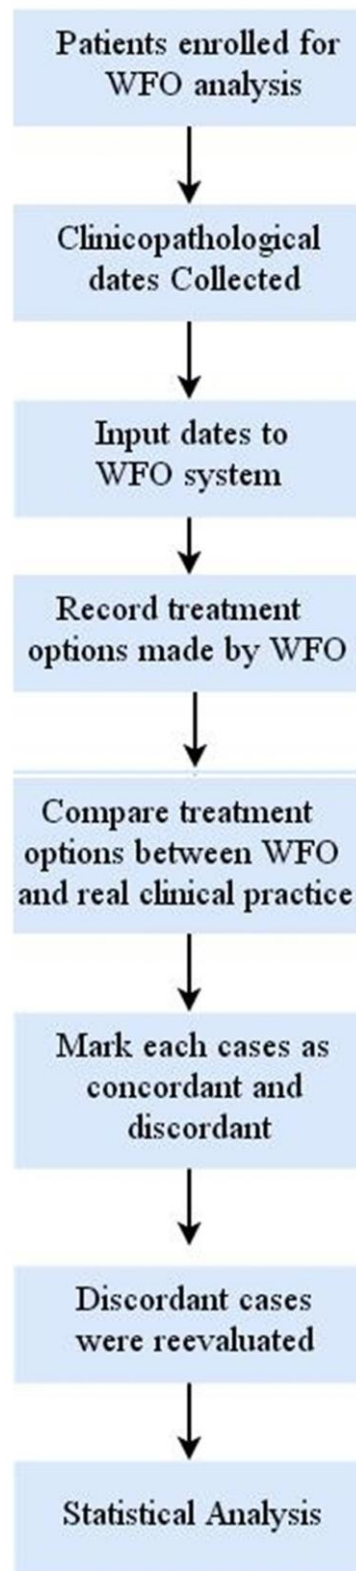 Patients enrolled for
WFO analysis
Clinicopathological
dates Collected
Input dates to
WFO system
Record treatment
options made by WFO
Compare treatment
options between WFO
and real clinical practice
Mark each cases as
concordant and
discordant
Discordant cases
were reevaluated
Statistical Analysis